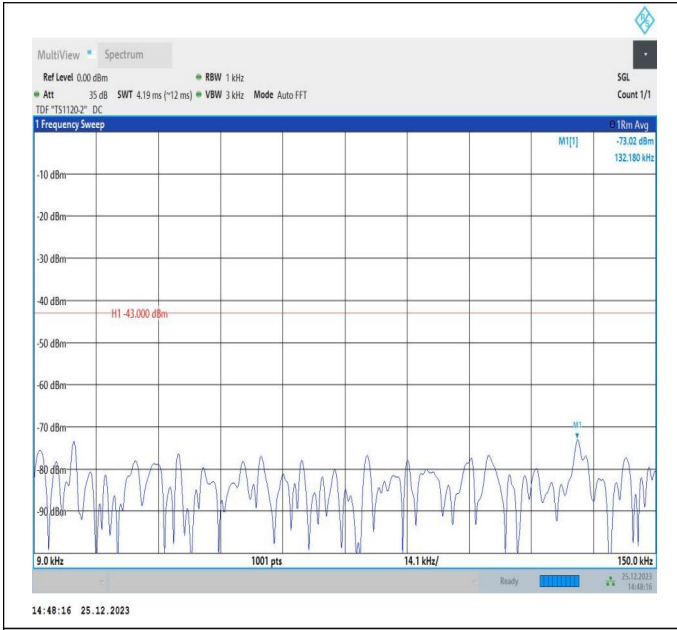 MultiView Spectrum
Ref Level 0.00 dBm RBW 1 kHz SGL
Att 35 dB SWT 4.19 ms (~12 ms) VBW 3 kHz Mode Auto FFT Count 1/1
TDF "TS1120-2" DC
1 Frequency Sweep 1Rm Avg
M1[1] -73.02 dBm
132.180 kHz
-10 dBm
-20 dBm
-30 dBm
-40 dBm
H1 -43.000 dBm
-50 dBm
-60 dBm
-70 dBm
M1
-80 dBm
-90 dBm
9.0 kHz 1001 pts 14.1 kHz/ 150.0 kHz
Ready 25.12.2023
14:48:16
14:48:16 25.12.2023